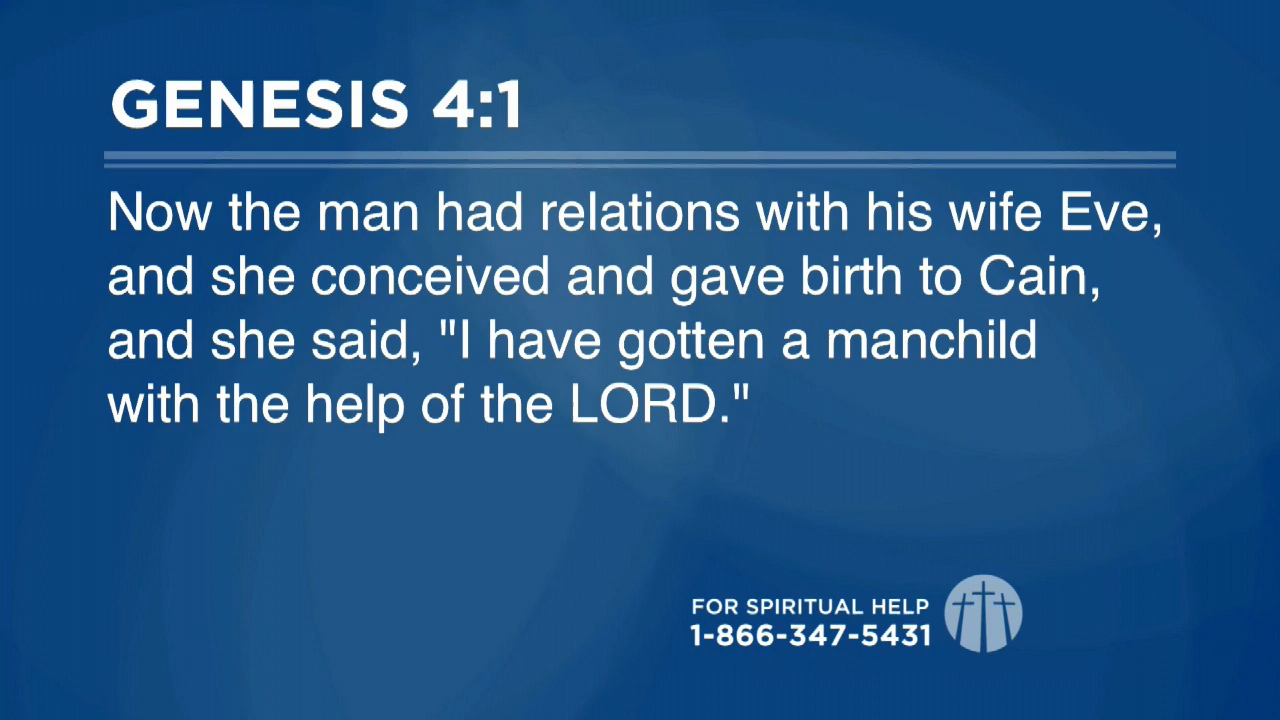 GENESIS 4:1
Now the man had relations with his wife Eve,
and she conceived and gave birth to Cain,
and she said, "I have gotten a manchild
with the help of the LORD."
FOR SPIRITUAL HELP
1-866-347-5431